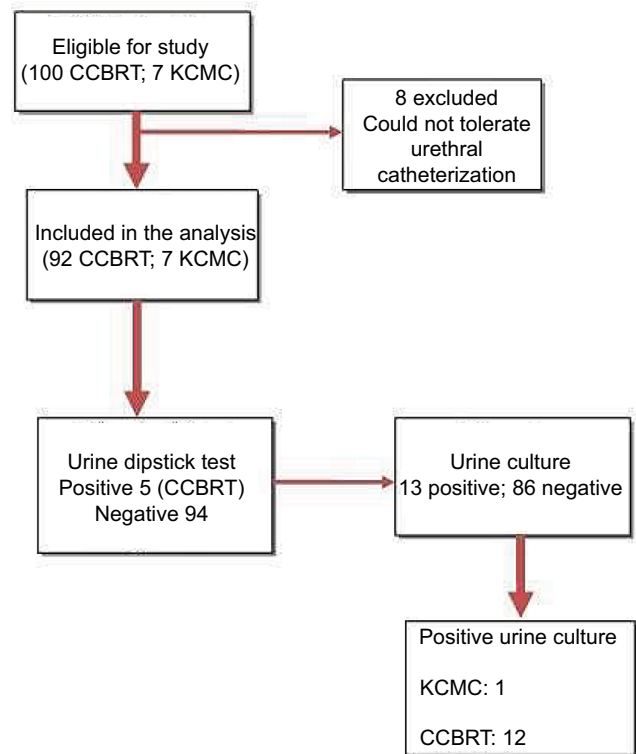 Eligible for study
(100 CCBRT; 7 KCMC)
8 excluded
Could not tolerate
urethral
catheterization
Included in the analysis
(92 CCBRT; 7 KCMC)
Urine dipstick test
Positive 5 (CCBRT)
Negative 94
Urine culture
13 positive; 86 negative
Positive urine culture
KCMC: 1
CCBRT: 12